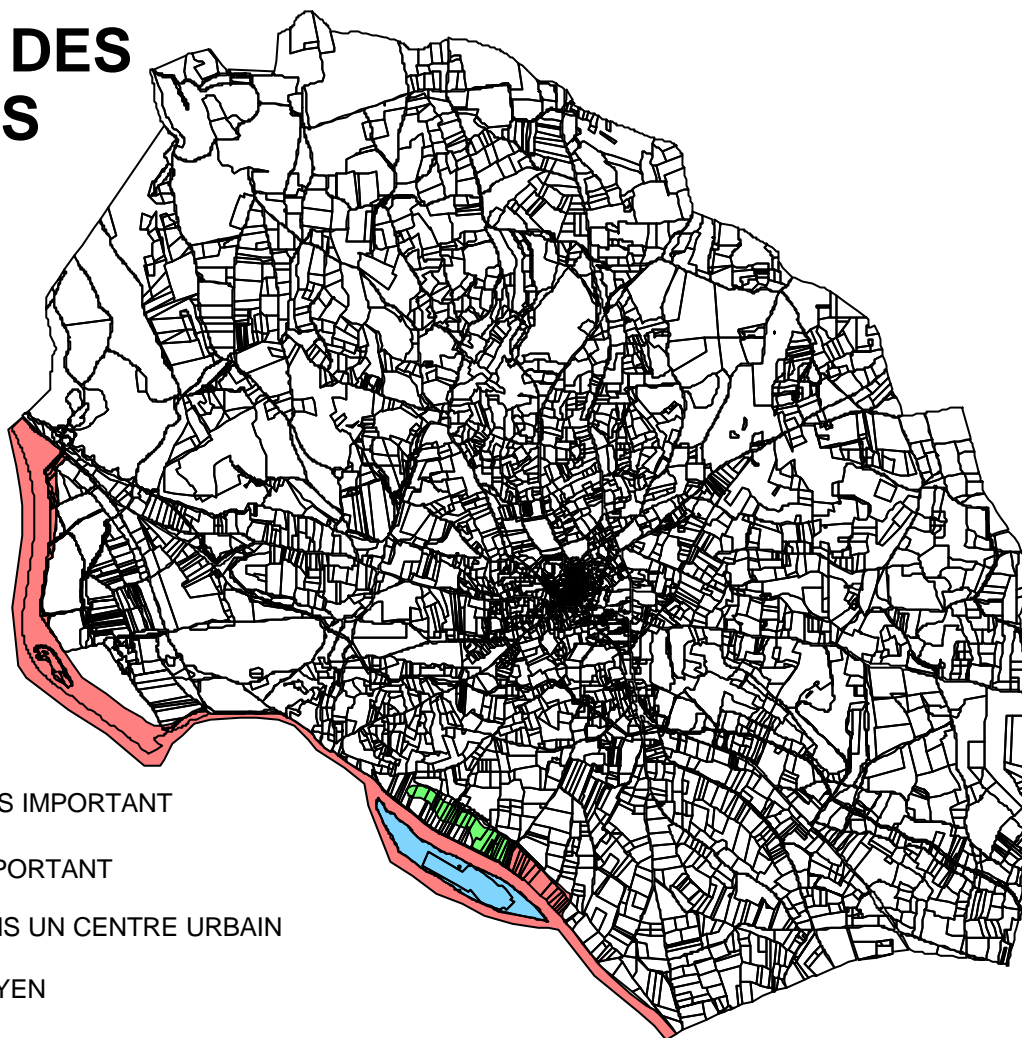 DES
S
S IMPORTANT
PORTANT
IS UN CENTRE URBAIN
YEN